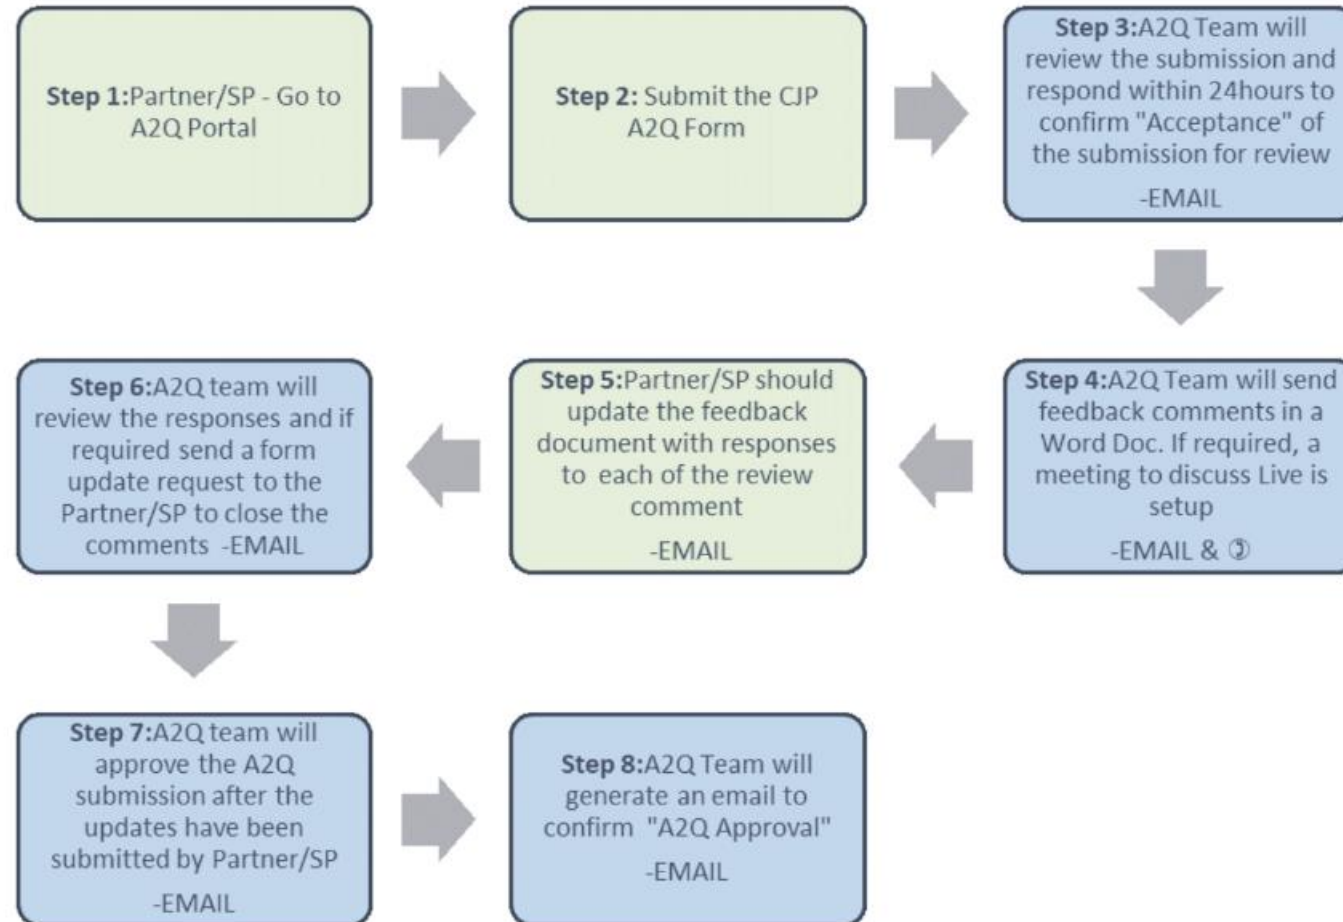 Step 1:Partner/SP - Go to
A2Q Portal
Step 2: Submit the CJP
A2Q Form
Step 3:A2Q Team will
review the submission and
respond within 24hours to
confirm "Acceptance" of
the submission for review
-EMAIL
Step 4:A2Q Team will send
feedback comments in a
Word Doc. If required, a
meeting to discuss Live is
setup
-EMAIL & ✆
Step 5:Partner/SP should
update the feedback
document with responses
to each of the review
comment
-EMAIL
Step 6:A2Q team will
review the responses and if
required send a form
update request to the
Partner/SP to close the
comments -EMAIL
Step 7:A2Q team will
approve the A2Q
submission after the
updates have been
submitted by Partner/SP
-EMAIL
Step 8:A2Q Team will
generate an email to
confirm "A2Q Approval"
-EMAIL